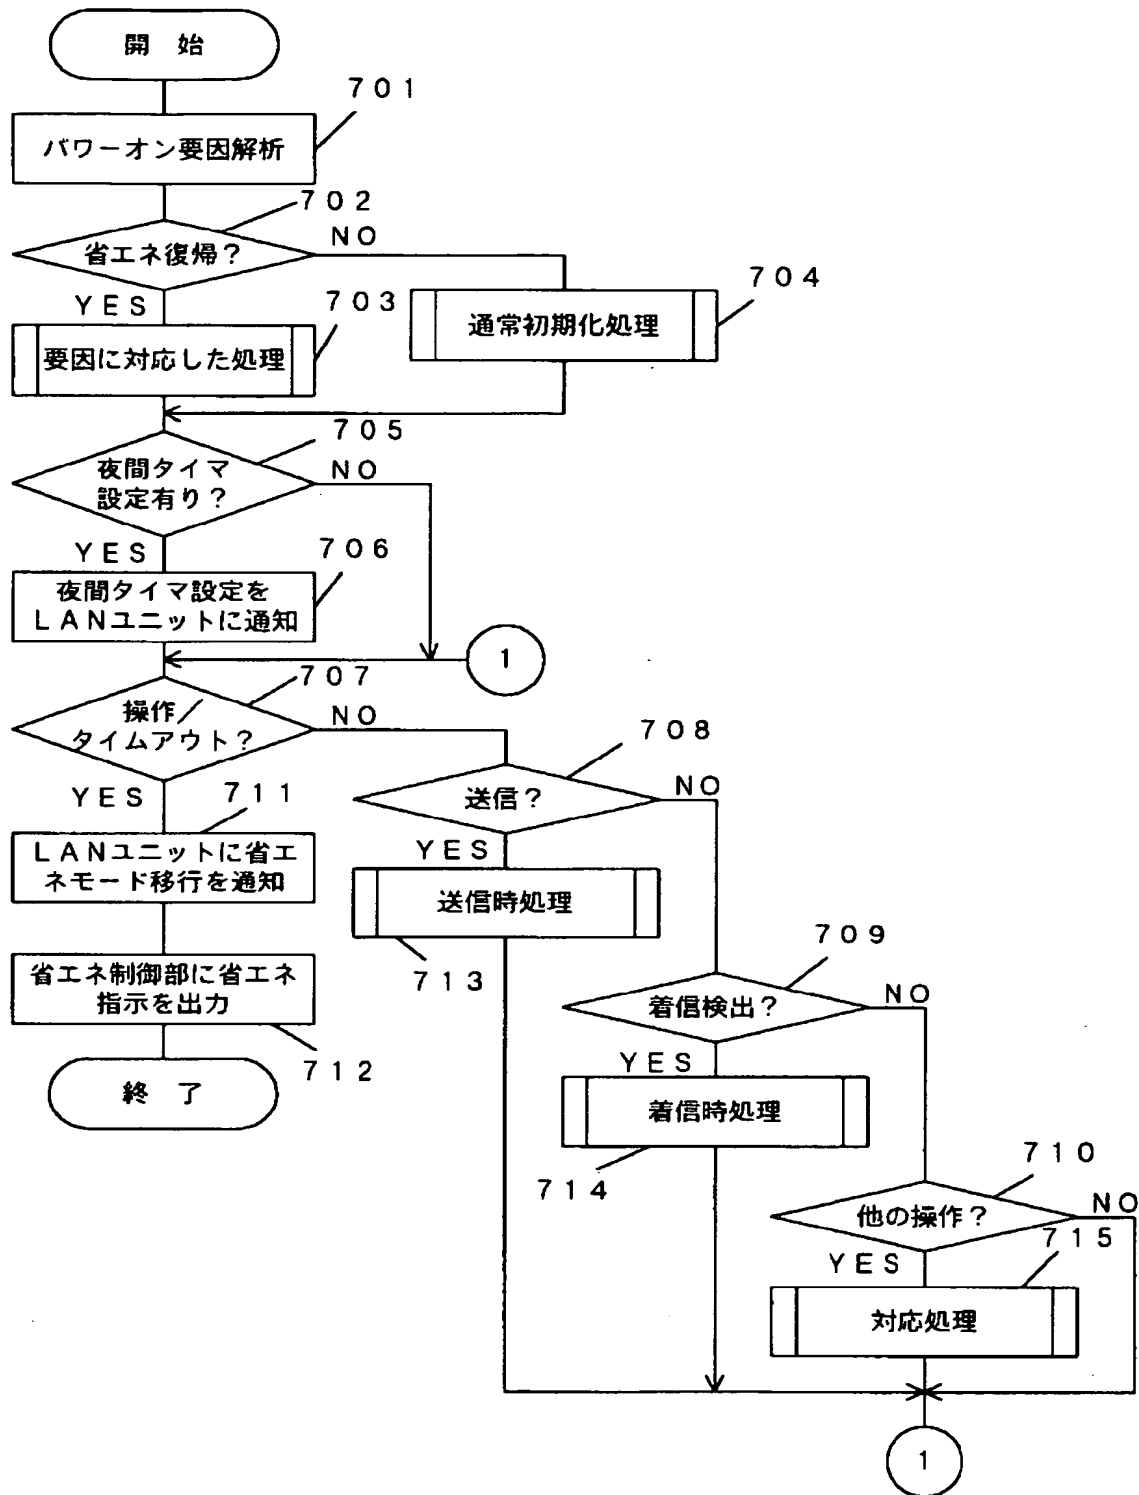 開 始
701
パワーオン要因解析
702
省エネ復帰?
NO
YES
703
704
要因に対応した処理
通常初期化処理
705
夜間タイマ
設定有り?
NO
YES
706
夜間タイマ設定を
LANユニットに通知
1
707
操作/
タイムアウト?
NO
708
送信?
NO
YES
711
YES
LANユニットに省エ
ネモード移行を通知
送信時処理
713
709
着信検出?
NO
省エネ制御部に省エネ
指示を出力
712
YES
着信時処理
714
終 了
710
他の操作?
NO
715
YES
対応処理
1